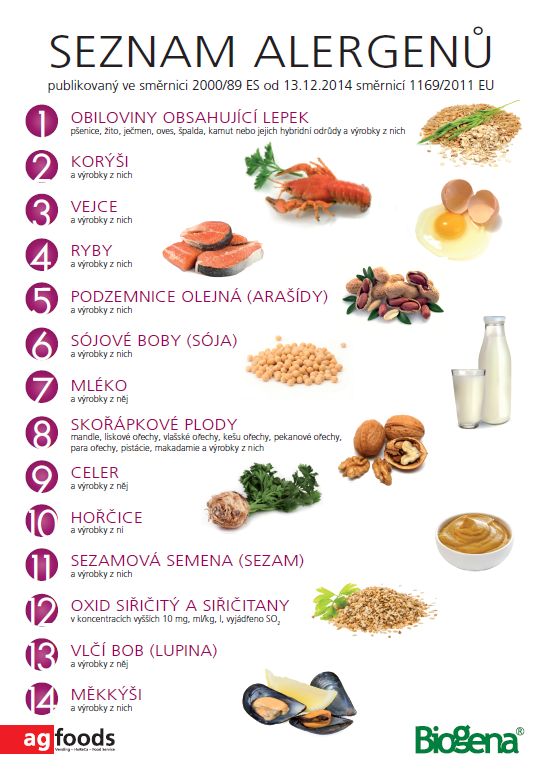 SEZNAM ALERGENŮ
publikovaný ve směrnici 2000/89 ES od 13.12.2014 směrnicí 1169/2011 EU
1 OBILOVINY OBSAHUJÍCÍ LEPEK
pšenice, žito, ječmen, oves, špalda, kamut nebo jejich hybridní odrůdy a výrobky z nich
2 KORÝŠI
a výrobky z nich
3 VEJCE
a výrobky z nich
4 RYBY
a výrobky z nich
5 PODZEMNICE OLEJNÁ (ARAŠÍDY)
a výrobky z nich
6 SÓJOVÉ BOBY (SÓJA)
a výrobky z nich
7 MLÉKO
a výrobky z něj
8 SKOŘÁPKOVÉ PLODY
mandle, lískové ořechy, vlašské ořechy, kešu ořechy, pekanové ořechy,
para ořechy, pistácie, makadamie a výrobky z nich
9 CELER
a výrobky z něj
10 HOŘČICE
a výrobky z ní
11 SEZAMOVÁ SEMENA (SEZAM)
a výrobky z nich
12 OXID SIŘIČITÝ A SIŘIČITANY
v koncentracích vyšších 10 mg, ml/kg, l, vyjádřeno SO₂
13 VLČÍ BOB (LUPINA)
a výrobky z něj
14 MĚKKÝŠI
a výrobky z nich
agfoods
Vending – HoReCa – Food Service
Biogena®